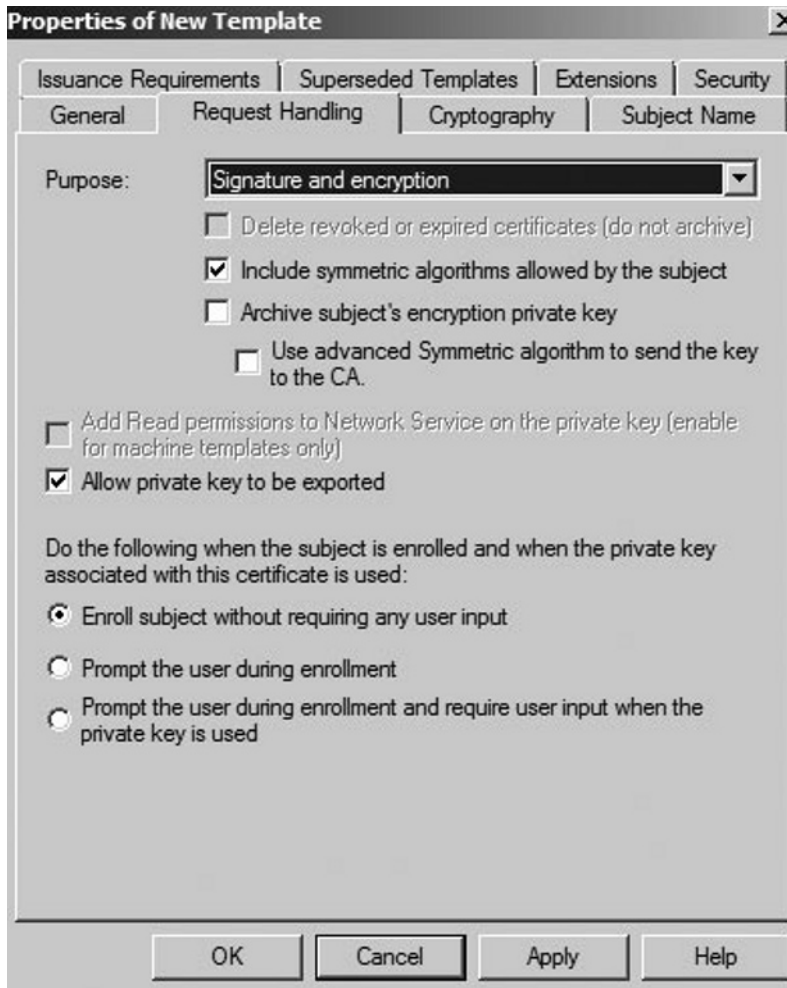 Properties of New Template
Issuance Requirements
Superseded Templates
Extensions
Security
General
Request Handling
Cryptography
Subject Name
Purpose:
Signature and encryption
Delete revoked or expired certificates (do not archive)
Include symmetric algorithms allowed by the subject
Archive subject's encryption private key
Use advanced Symmetric algorithm to send the key
to the CA.
Add Read permissions to Network Service on the private key (enable
for machine templates only)
Allow private key to be exported
Do the following when the subject is enrolled and when the private key
associated with this certificate is used:
Enroll subject without requiring any user input
Prompt the user during enrollment
Prompt the user during enrollment and require user input when the
private key is used
OK
Cancel
Apply
Help